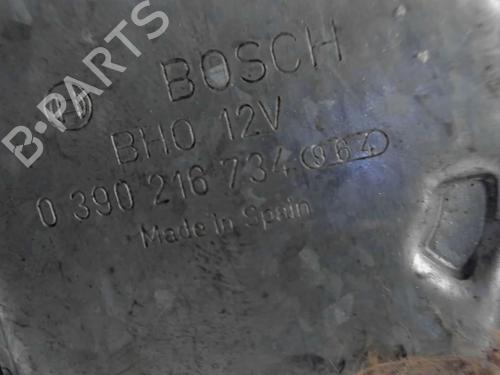 B-PARTS
BOSCH
BHO 12V
0 390 216 734 964
Made in Spain